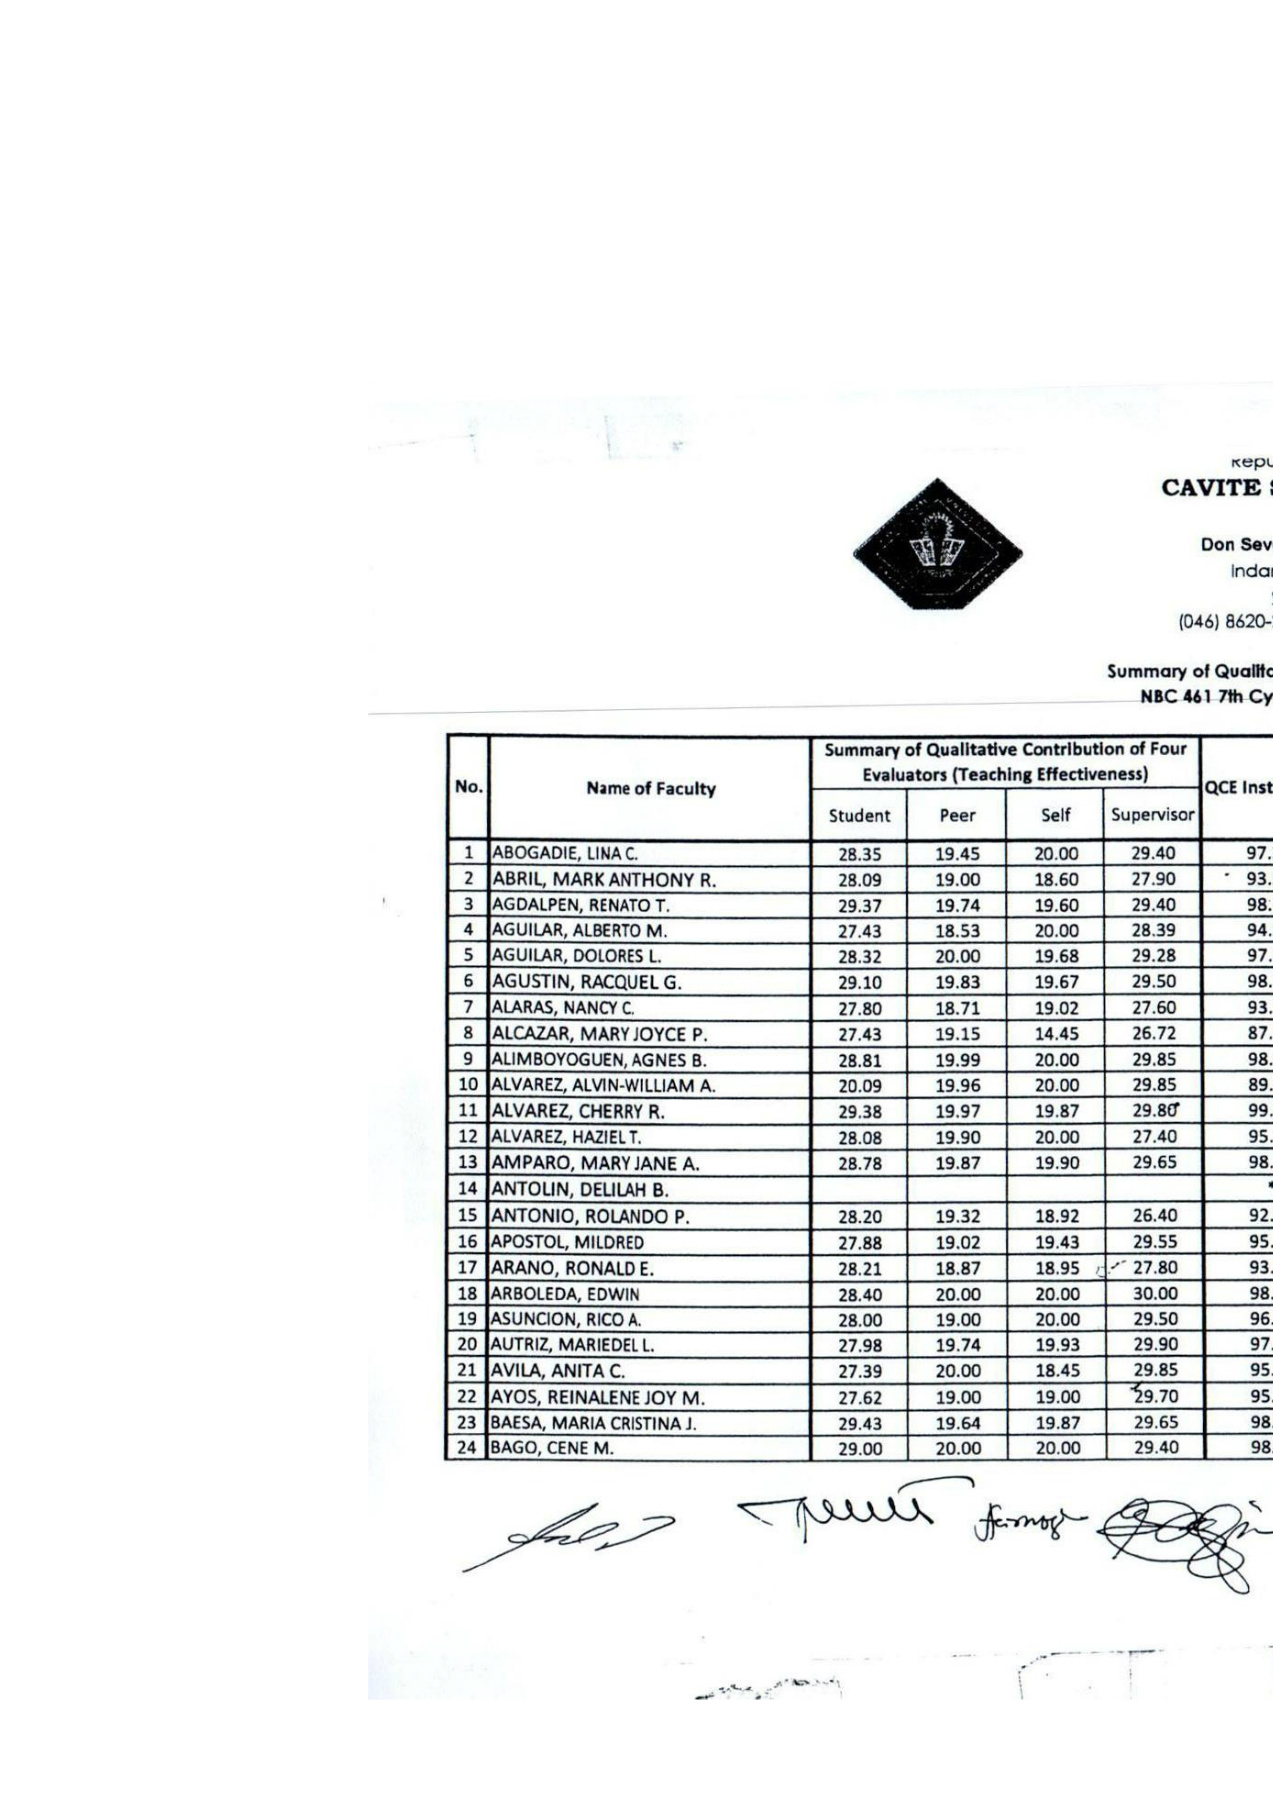 Repu
CAVITE S
Don Sev
Inda
(046) 8620-
Summary of Qualita
NBC 461 7th Cy
No. Name of Faculty Summary of Qualitative Contribution of Four Evaluators (Teaching Effectiveness) QCE Inst
Student Peer Self Supervisor
1 ABOGADIE, LINA C. 28.35 19.45 20.00 29.40 97.
2 ABRIL, MARK ANTHONY R. 28.09 19.00 18.60 27.90 93.
3 AGDALPEN, RENATO T. 29.37 19.74 19.60 29.40 98.
4 AGUILAR, ALBERTO M. 27.43 18.53 20.00 28.39 94.
5 AGUILAR, DOLORES L. 28.32 20.00 19.68 29.28 97.
6 AGUSTIN, RACQUEL G. 29.10 19.83 19.67 29.50 98.
7 ALARAS, NANCY C. 27.80 18.71 19.02 27.60 93.
8 ALCAZAR, MARY JOYCE P. 27.43 19.15 14.45 26.72 87.
9 ALIMBOYOGUEN, AGNES B. 28.81 19.99 20.00 29.85 98.
10 ALVAREZ, ALVIN-WILLIAM A. 20.09 19.96 20.00 29.85 89.
11 ALVAREZ, CHERRY R. 29.38 19.97 19.87 29.80 99.
12 ALVAREZ, HAZIEL T. 28.08 19.90 20.00 27.40 95.
13 AMPARO, MARY JANE A. 28.78 19.87 19.90 29.65 98.
14 ANTOLIN, DELILAH B.
15 ANTONIO, ROLANDO P. 28.20 19.32 18.92 26.40 92.
16 APOSTOL, MILDRED 27.88 19.02 19.43 29.55 95.
17 ARANO, RONALD E. 28.21 18.87 18.95 27.80 93.
18 ARBOLEDA, EDWIN 28.40 20.00 20.00 30.00 98.
19 ASUNCION, RICO A. 28.00 19.00 20.00 29.50 96.
20 AUTRIZ, MARIEDEL L. 27.98 19.74 19.93 29.90 97.
21 AVILA, ANITA C. 27.39 20.00 18.45 29.85 95.
22 AYOS, REINALENE JOY M. 27.62 19.00 19.00 29.70 95.
23 BAESA, MARIA CRISTINA J. 29.43 19.64 19.87 29.65 98.
24 BAGO, CENE M. 29.00 20.00 20.00 29.40 98.